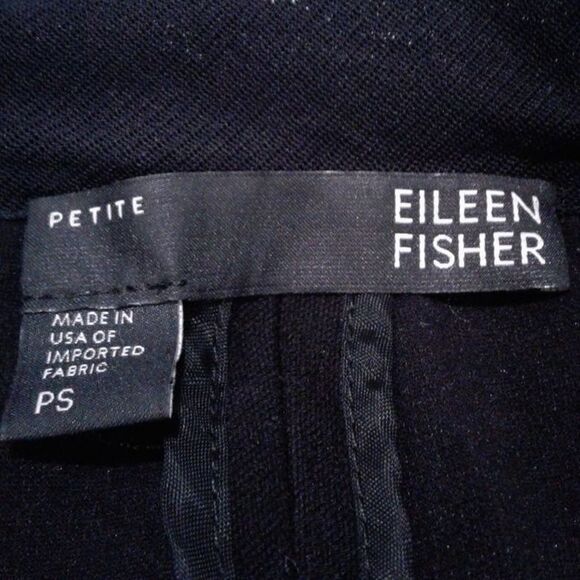 PETITE
EILEEN
FISHER
MADE IN
USA OF
IMPORTED
FABRIC
PS